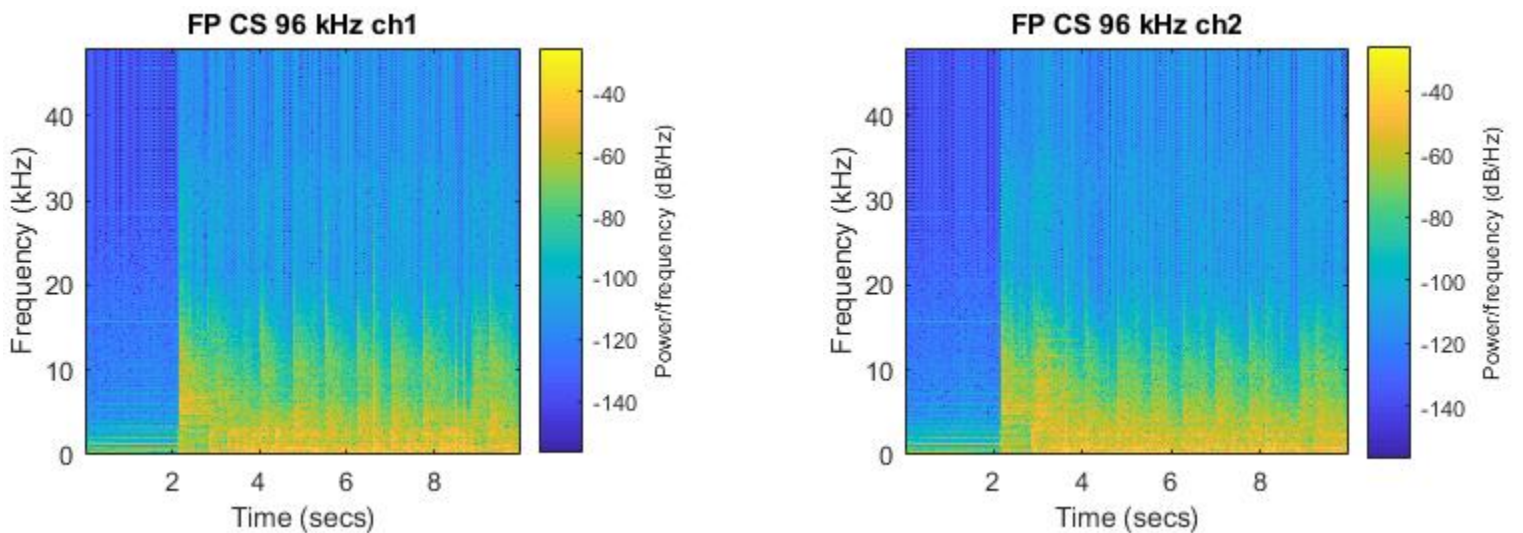 FP CS 96 kHz ch1
Frequency (kHz)
40
30
20
10
0
2 4 6 8
Time (secs)
-40
-60
-80
-100
-120
-140
Power/frequency (dB/Hz)
FP CS 96 kHz ch2
Frequency (kHz)
40
30
20
10
0
2 4 6 8
Time (secs)
-40
-60
-80
-100
-120
-140
Power/frequency (dB/Hz)